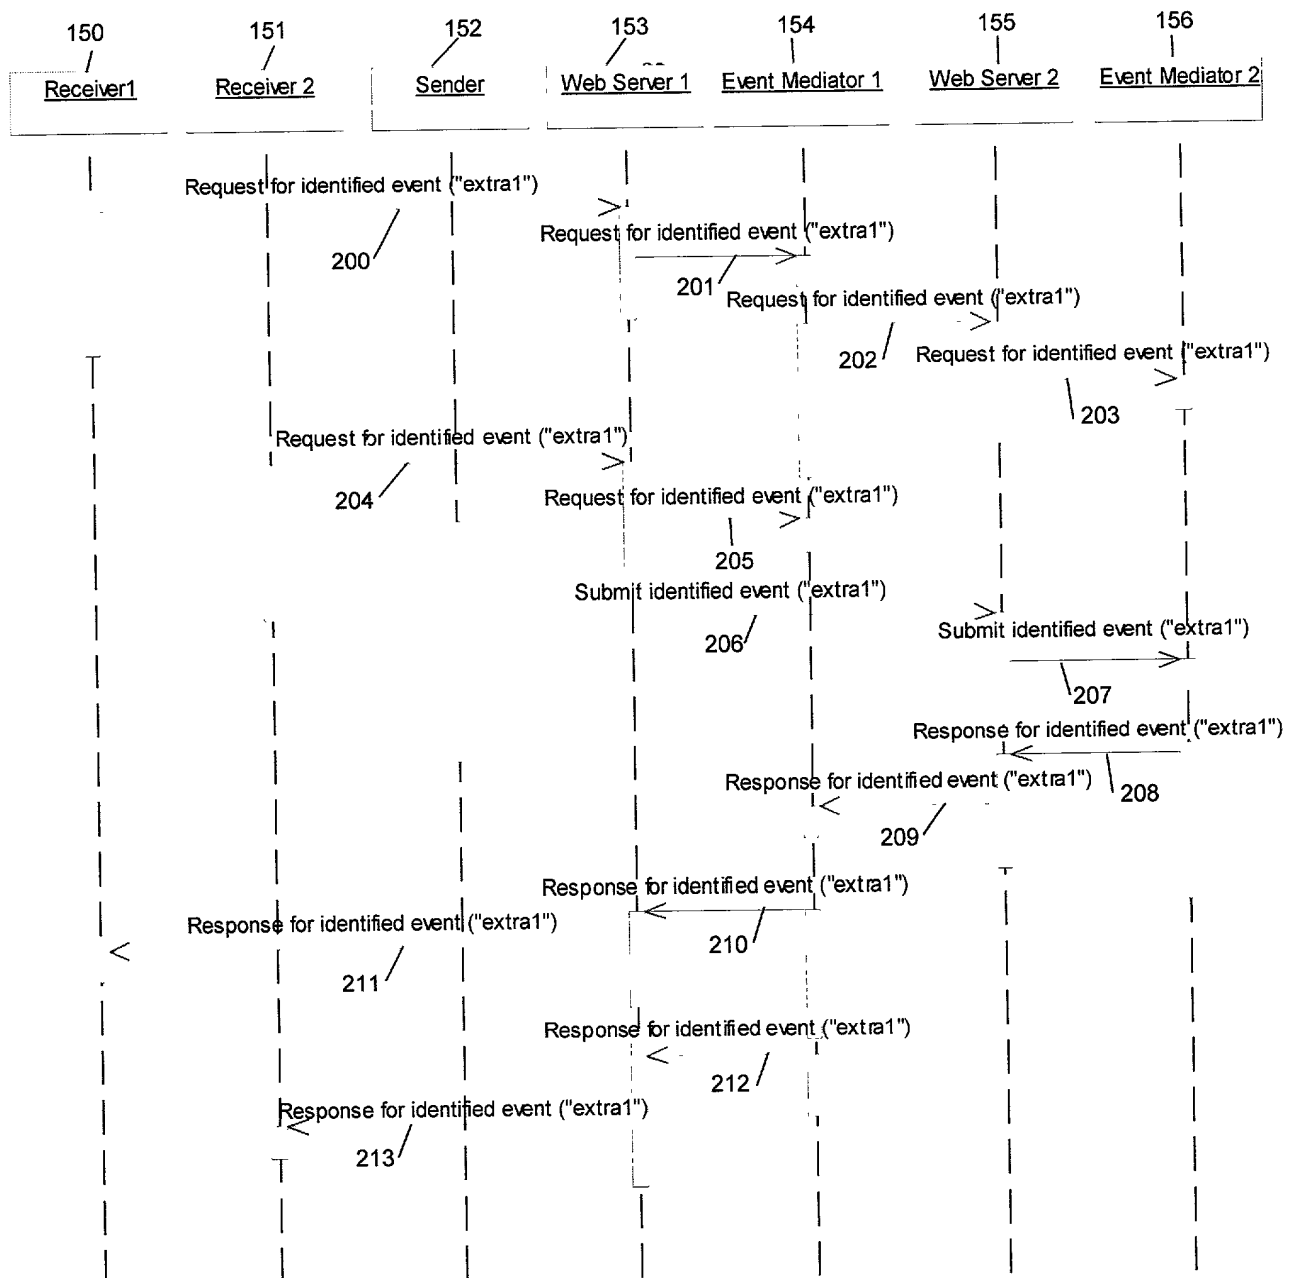 150
151
152
153
154
155
156
Receiver1
Receiver 2
Sender
Web Server 1
Event Mediator 1
Web Server 2
Event Mediator 2
Request for identified event ("extra1")
200
Request for identified event ("extra1")
201
Request for identified event ("extra1")
202
Request for identified event ("extra1")
203
Request for identified event ("extra1")
204
Request for identified event ("extra1")
205
Submit identified event ("extra1")
206
Submit identified event ("extra1")
207
Response for identified event ("extra1")
208
Response for identified event ("extra1")
209
Response for identified event ("extra1")
210
Response for identified event ("extra1")
211
Response for identified event ("extra1")
212
Response for identified event ("extra1")
213